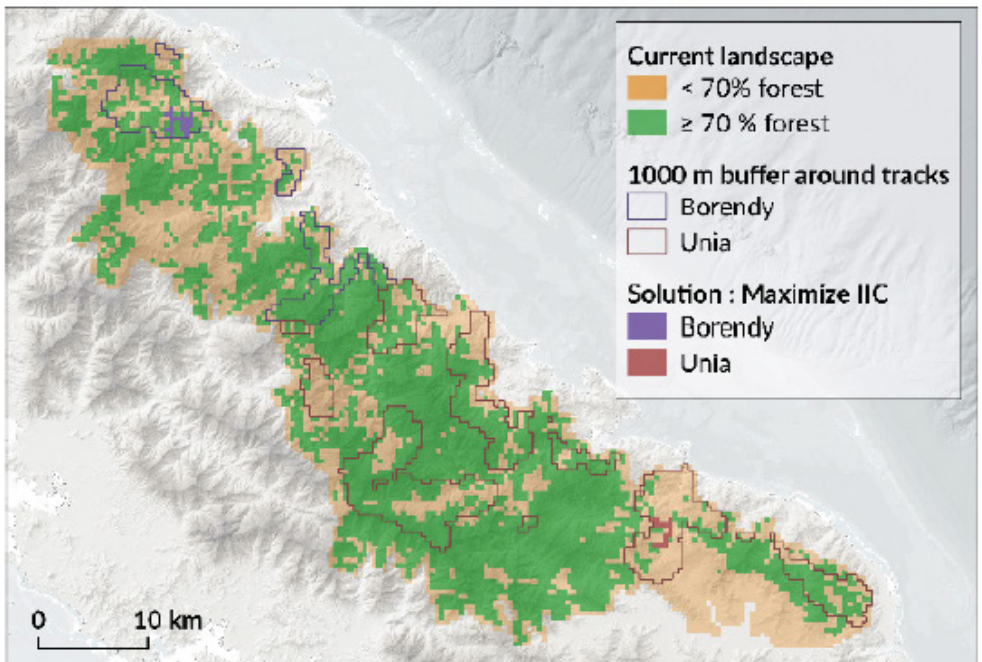 Current landscape
< 70% forest
≥ 70 % forest
1000 m buffer around tracks
Borendy
Unia
Solution : Maximize IIC
Borendy
Unia
0 10 km